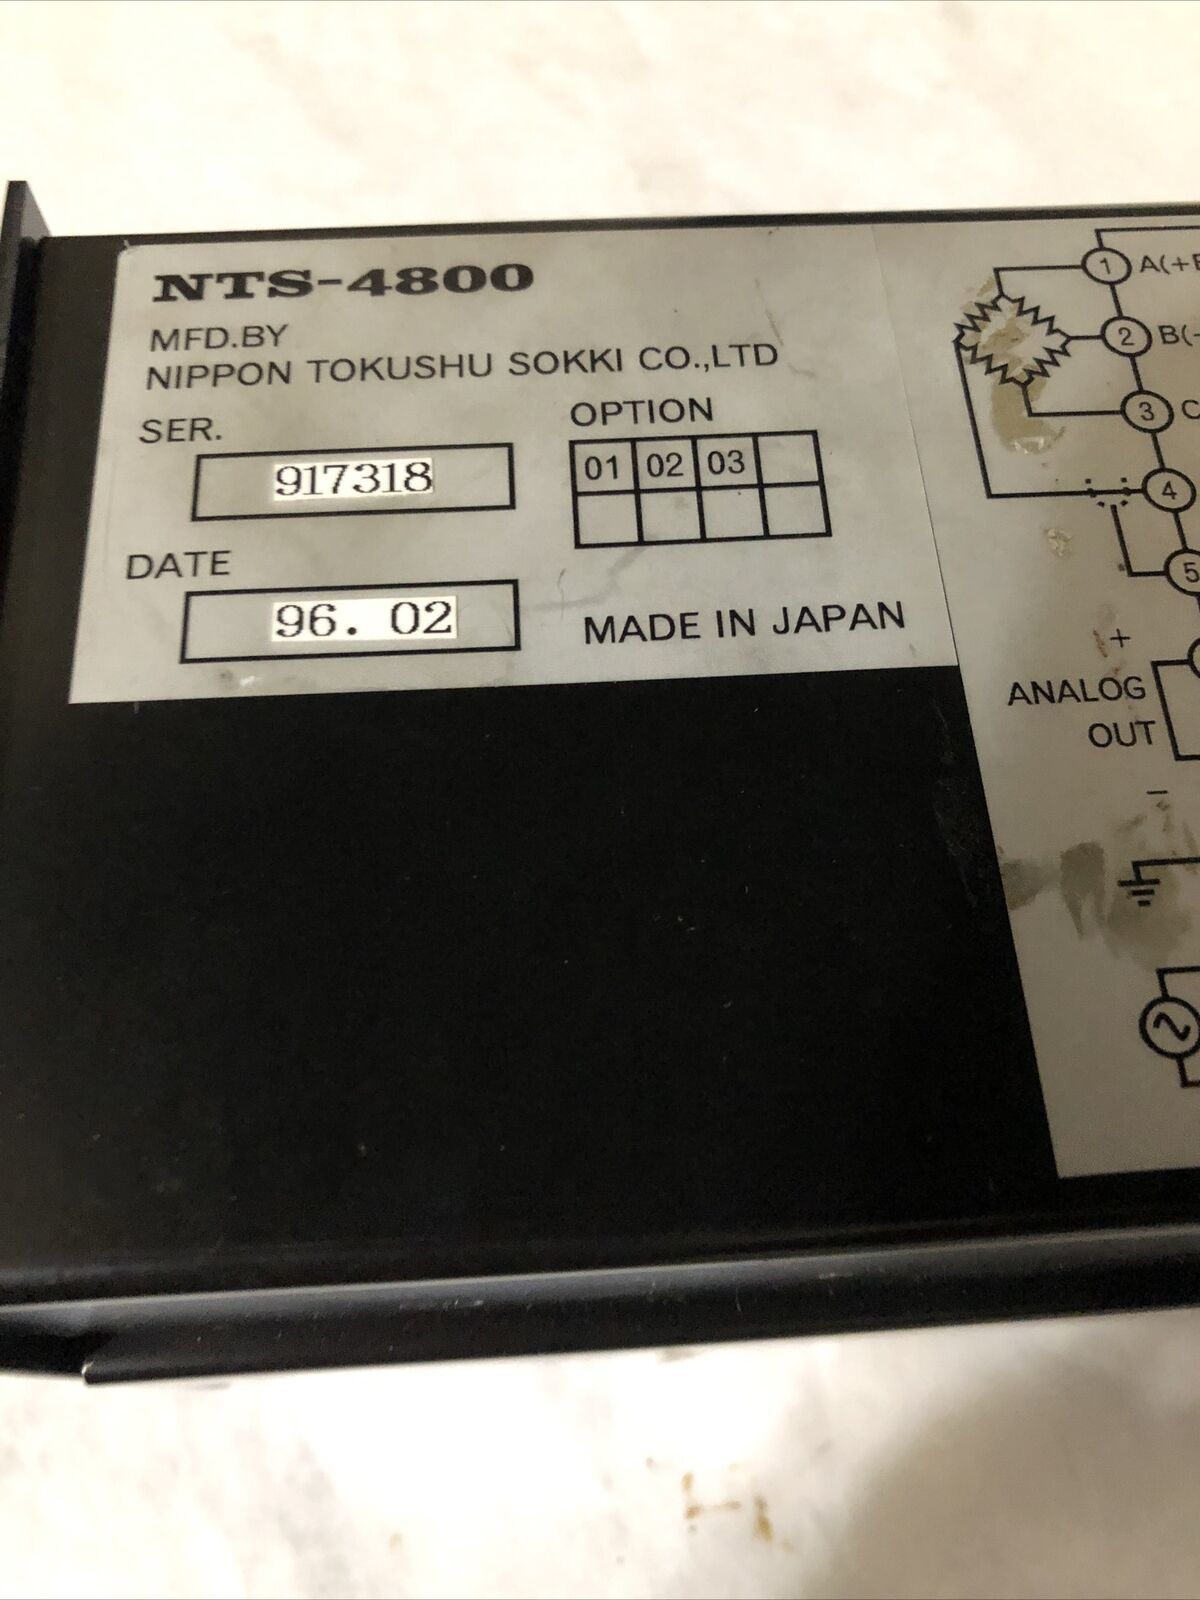 NTS-4800
MFD.BY
NIPPON TOKUSHU SOKKI CO.,LTD
SER.
917318
OPTION
01 02 03
DATE
96. 02
MADE IN JAPAN
1 A(+E
2 B(-
3 C
4
5
+
ANALOG
OUT
-